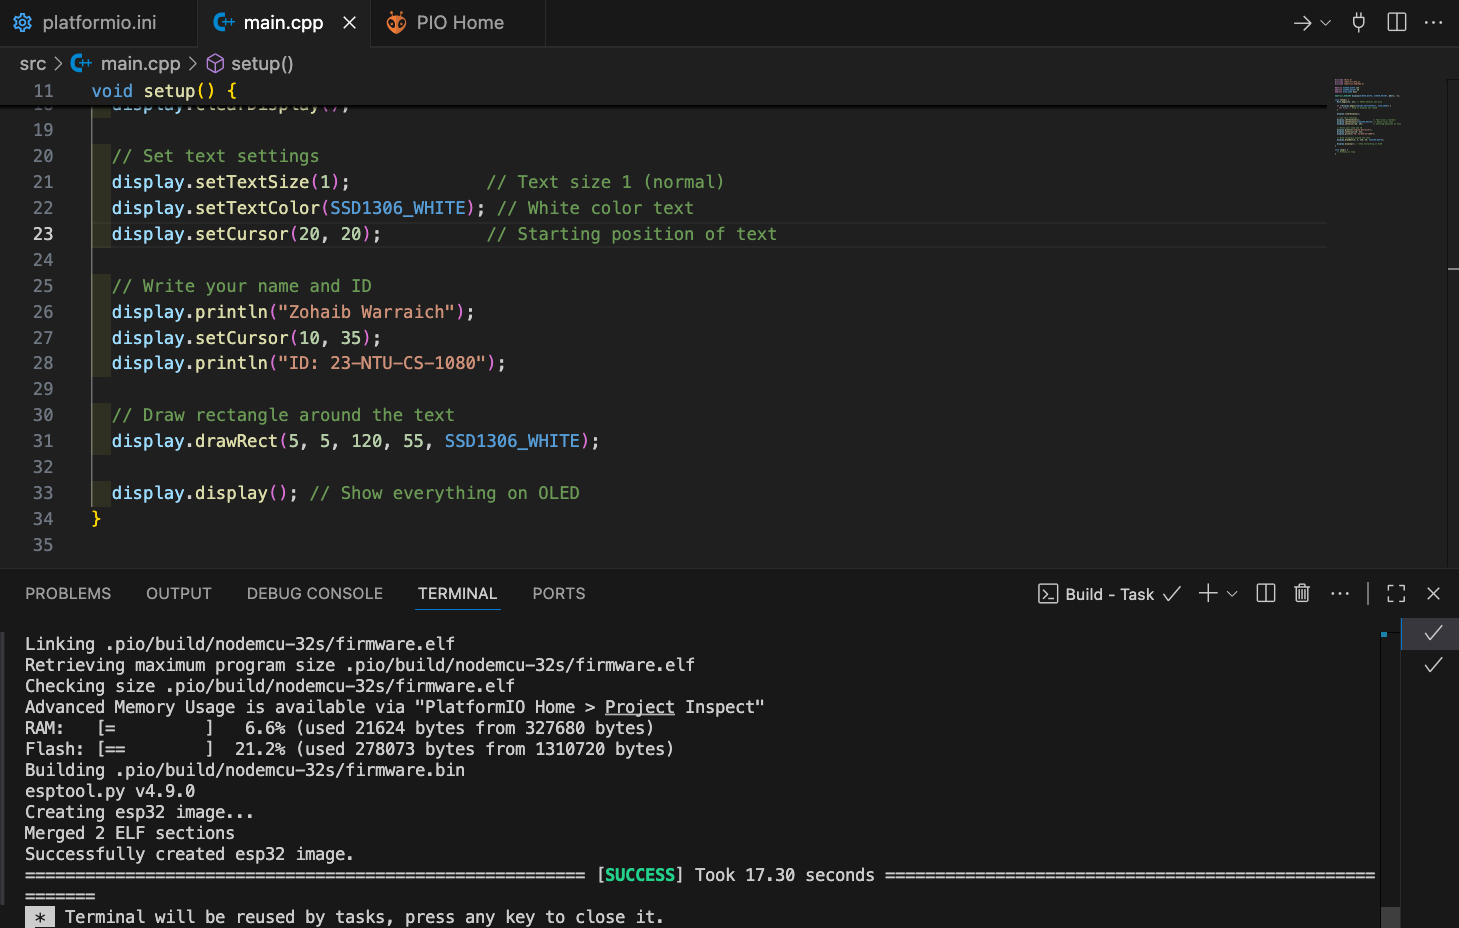 platformio.ini
main.cpp
PIO Home
src > main.cpp > setup()
11 void setup() {
18 display.clearDisplay();
19
20 // Set text settings
21 display.setTextSize(1); // Text size 1 (normal)
22 display.setTextColor(SSD1306_WHITE); // White color text
23 display.setCursor(20, 20); // Starting position of text
24
25 // Write your name and ID
26 display.println("Zohaib Warraich");
27 display.setCursor(10, 35);
28 display.println("ID: 23-NTU-CS-1080");
29
30 // Draw rectangle around the text
31 display.drawRect(5, 5, 120, 55, SSD1306_WHITE);
32
33 display.display(); // Show everything on OLED
34 }
35
PROBLEMS OUTPUT DEBUG CONSOLE TERMINAL PORTS Build - Task
Linking .pio/build/nodemcu-32s/firmware.elf
Retrieving maximum program size .pio/build/nodemcu-32s/firmware.elf
Checking size .pio/build/nodemcu-32s/firmware.elf
Advanced Memory Usage is available via "PlatformIO Home > Project Inspect"
RAM: [= ] 6.6% (used 21624 bytes from 327680 bytes)
Flash: [== ] 21.2% (used 278073 bytes from 1310720 bytes)
Building .pio/build/nodemcu-32s/firmware.bin
esptool.py v4.9.0
Creating esp32 image...
Merged 2 ELF sections
Successfully created esp32 image.
======================================================== [SUCCESS] Took 17.30 seconds =================================================
=======
* Terminal will be reused by tasks, press any key to close it.